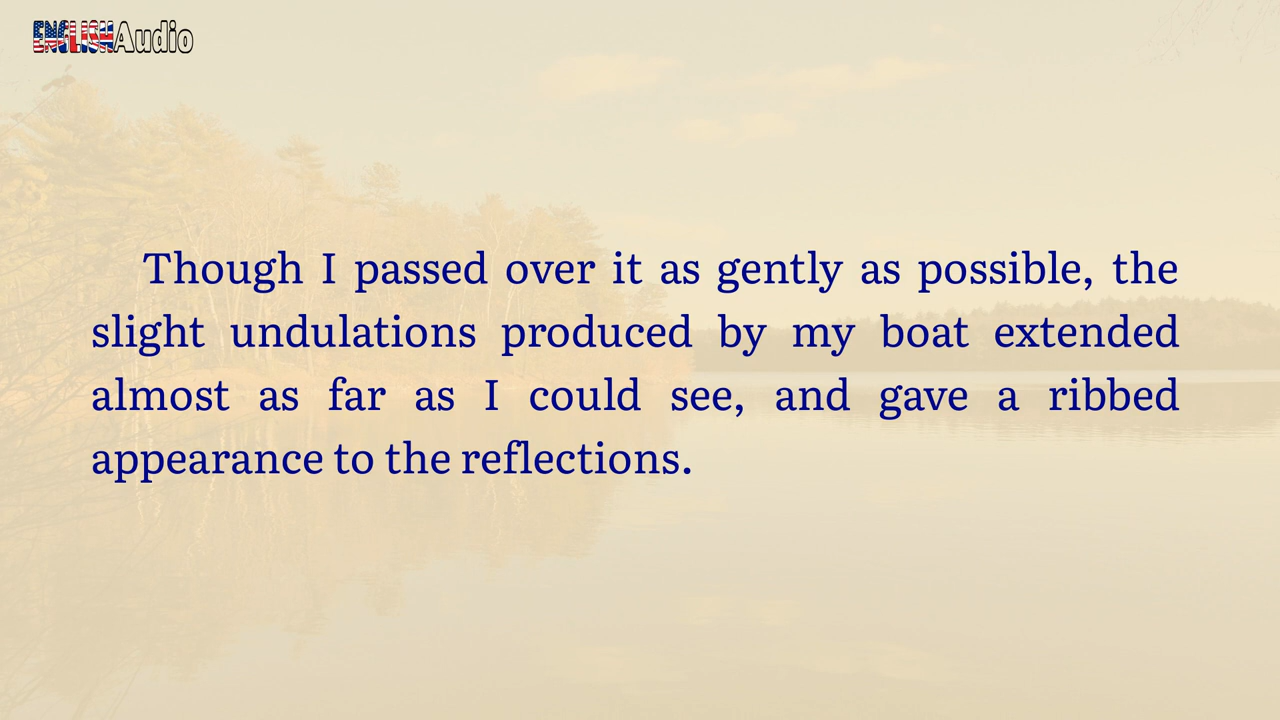 ENGLISHAudio
Though I passed over it as gently as possible, the
slight undulations produced by my boat extended
almost as far as I could see, and gave a ribbed
appearance to the reflections.